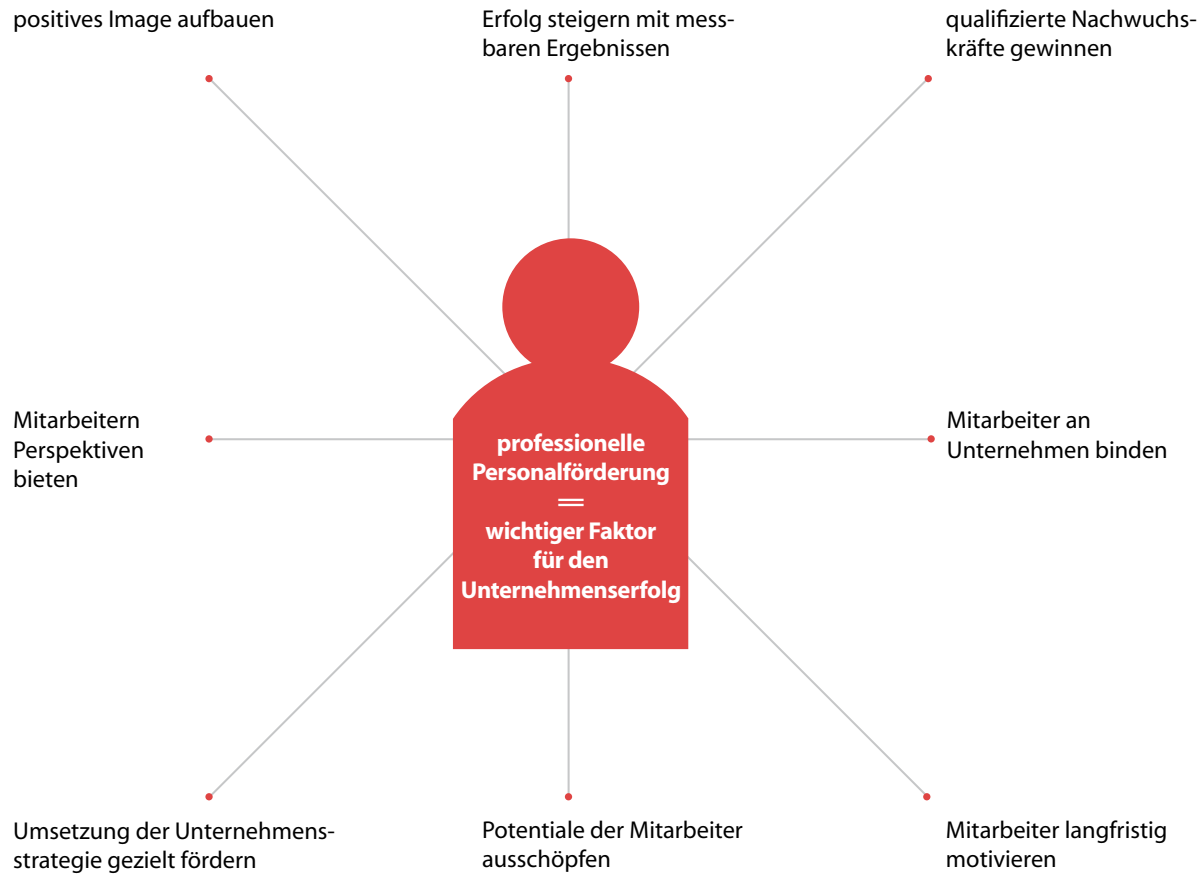 positives Image aufbauen
Erfolg steigern mit mess-
baren Ergebnissen
qualifizierte Nachwuchs-
kräfte gewinnen
Mitarbeitern
Perspektiven
bieten
professionelle
Personalförderung
=
wichtiger Faktor
für den
Unternehmenserfolg
Mitarbeiter an
Unternehmen binden
Umsetzung der Unternehmens-
strategie gezielt fördern
Potentiale der Mitarbeiter
ausschöpfen
Mitarbeiter langfristig
motivieren